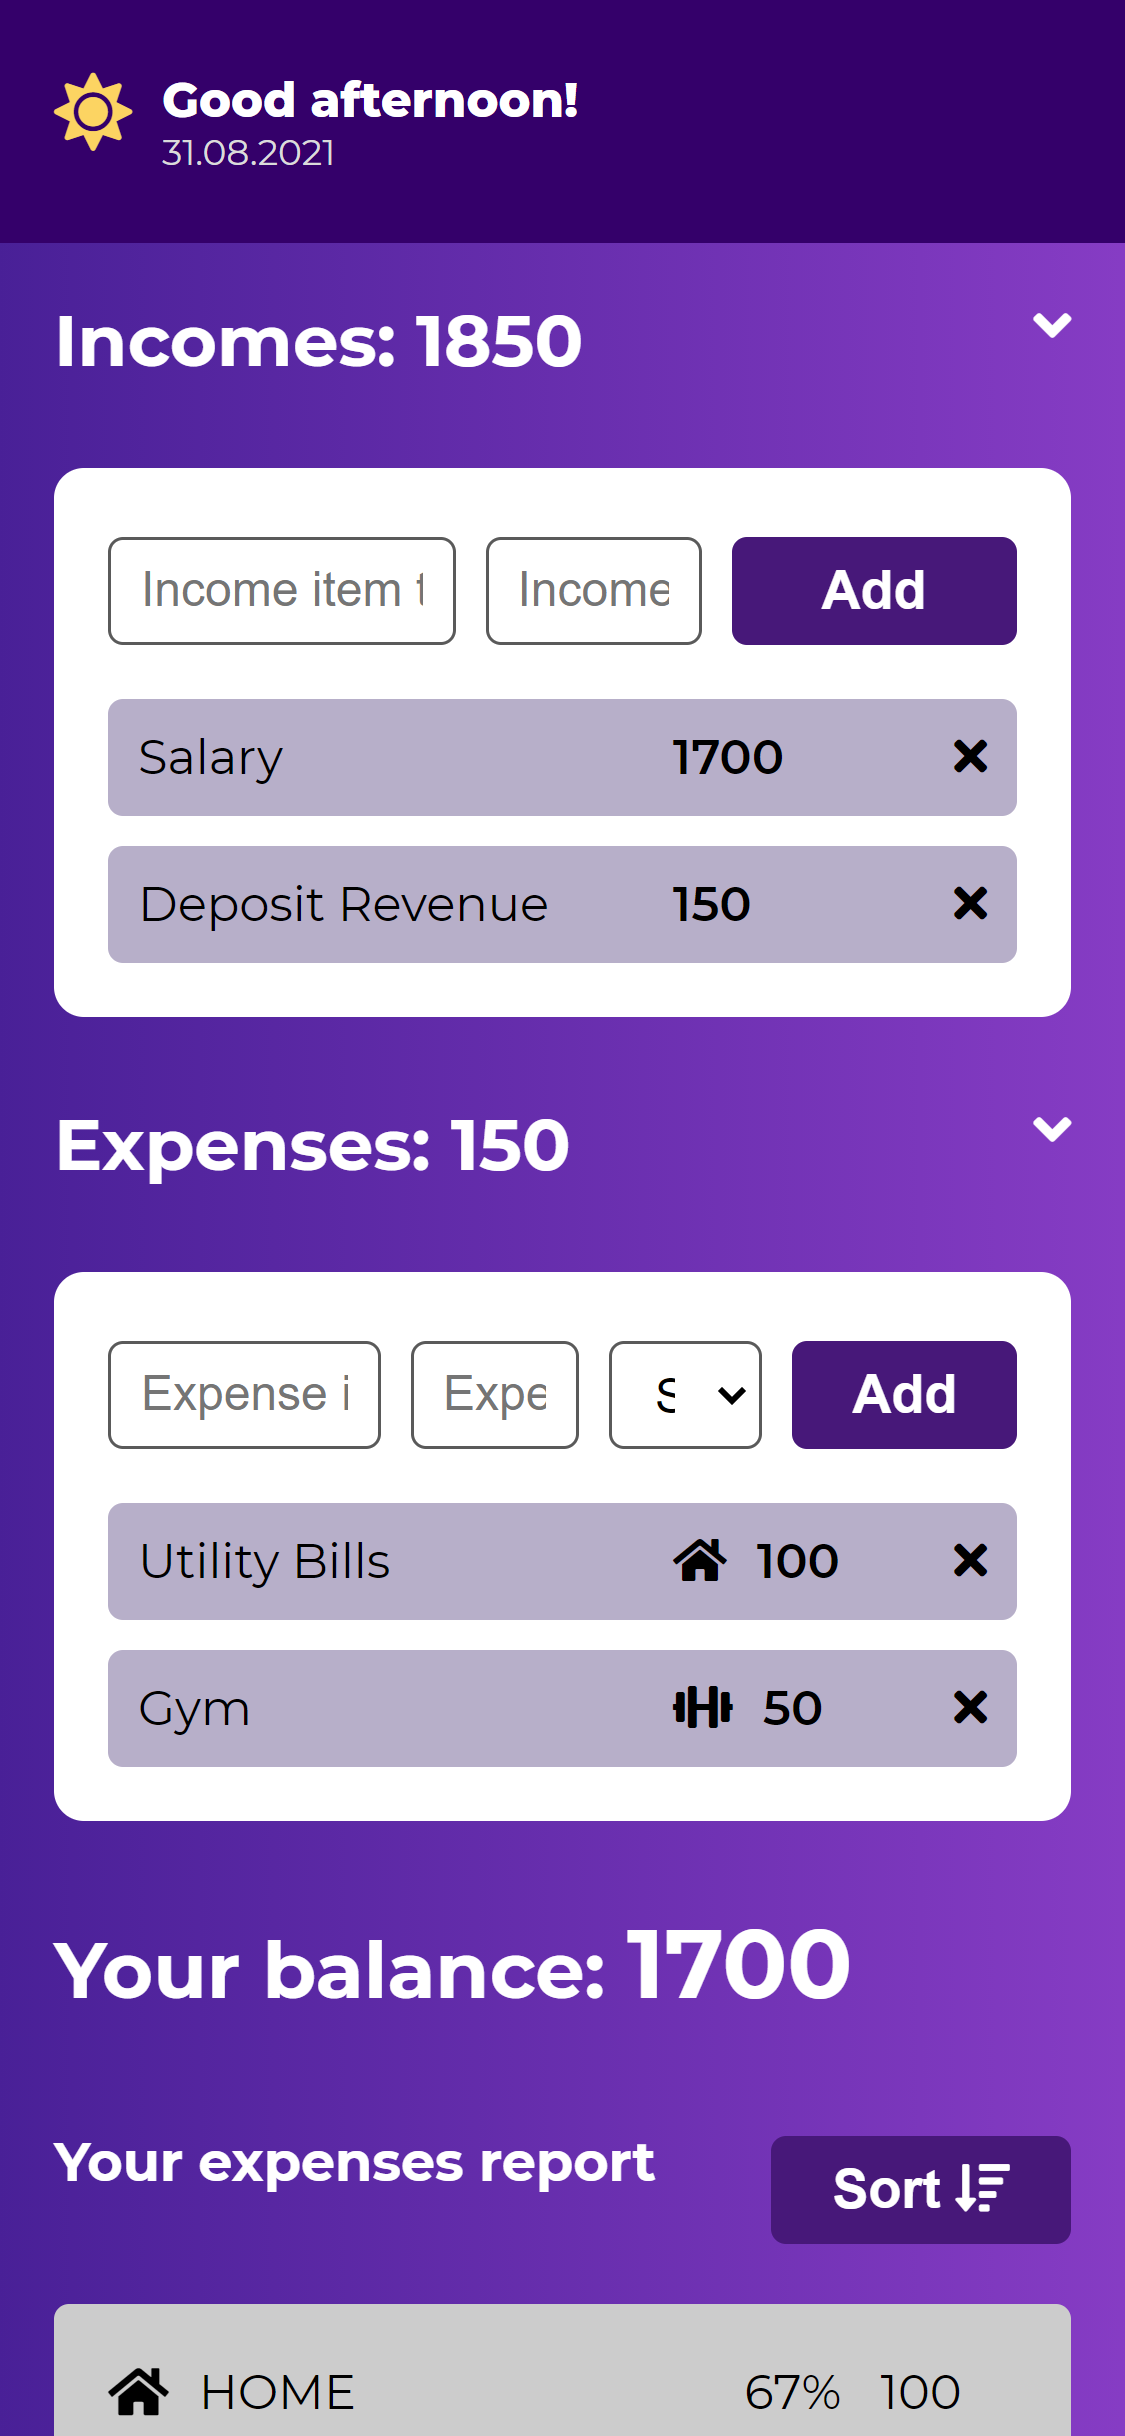 Good afternoon!
31.08.2021
Incomes: 1850
Income item t
Income
Add
Salary 1700
Deposit Revenue 150
Expenses: 150
Expense i
Expe
S
Add
Utility Bills 100
Gym 50
Your balance: 1700
Your expenses report
Sort
HOME 67% 100